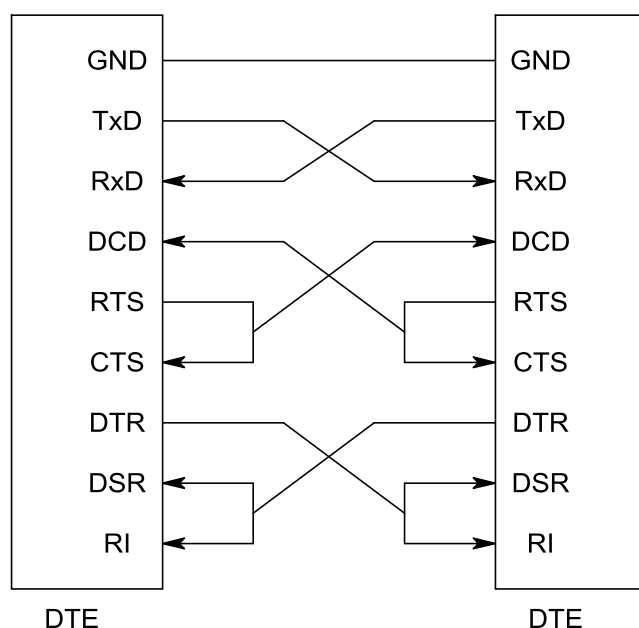 GND GND
TxD TxD
RxD RxD
DCD DCD
RTS RTS
CTS CTS
DTR DTR
DSR DSR
RI RI
DTE DTE